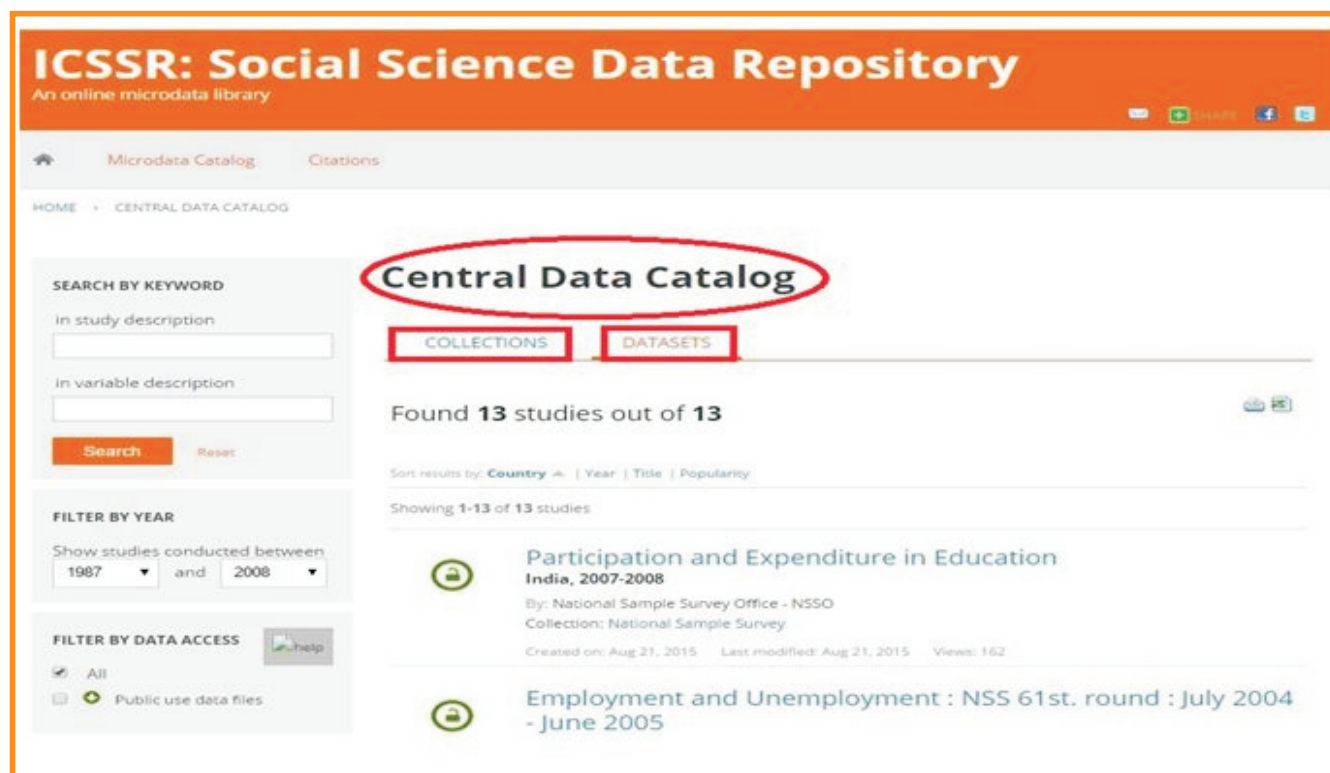 ICSSR: Social Science Data Repository
An online microdata library
SHARE
Microdata Catalog Citations
HOME › CENTRAL DATA CATALOG
SEARCH BY KEYWORD
in study description
in variable description
Search Reset
FILTER BY YEAR
Show studies conducted between
1987 and 2008
FILTER BY DATA ACCESS help
All
Public use data files
Central Data Catalog
COLLECTIONS DATASETS
Found 13 studies out of 13
Sort results by: Country | Year | Title | Popularity
Showing 1-13 of 13 studies
Participation and Expenditure in Education
India, 2007-2008
By: National Sample Survey Office - NSSO
Collection: National Sample Survey
Created on: Aug 21, 2015 Last modified: Aug 21, 2015 Views: 162
Employment and Unemployment : NSS 61st. round : July 2004
- June 2005